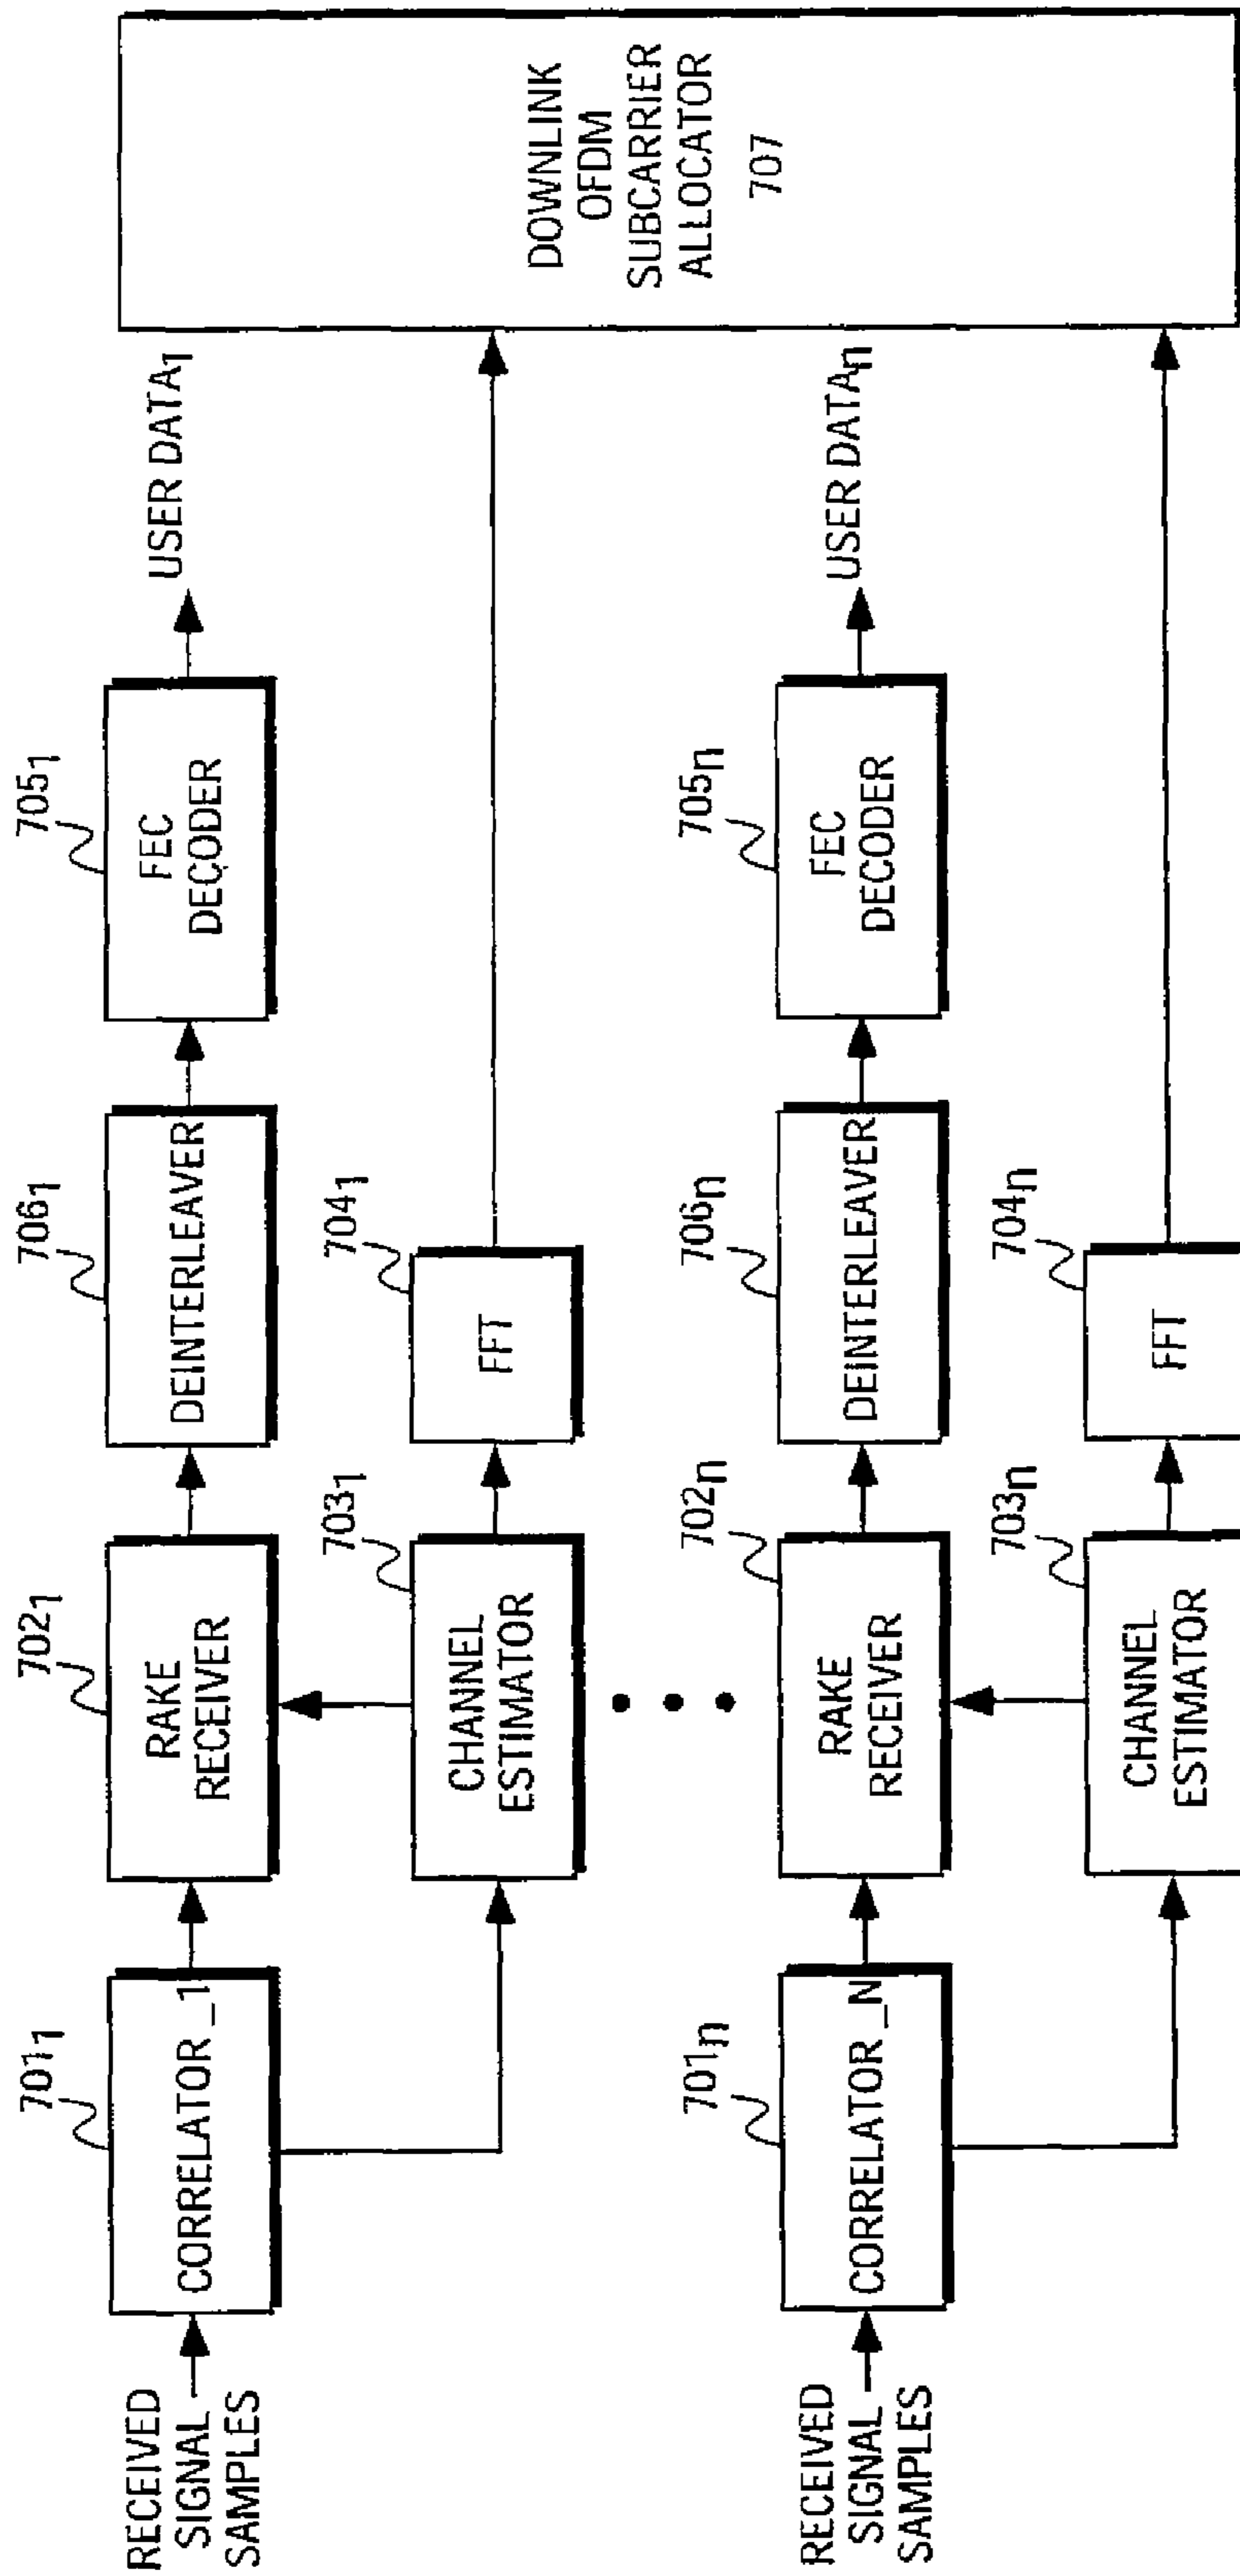 RECEIVED
SIGNAL
SAMPLES
701₁
CORRELATOR_1
702₁
RAKE
RECEIVER
703₁
CHANNEL
ESTIMATOR
706₁
DEINTERLEAVER
704₁
FFT
705₁
FEC
DECODER
USER DATA₁
RECEIVED
SIGNAL
SAMPLES
701ₙ
CORRELATOR_N
702ₙ
RAKE
RECEIVER
703ₙ
CHANNEL
ESTIMATOR
706ₙ
DEINTERLEAVER
704ₙ
FFT
705ₙ
FEC
DECODER
USER DATAₙ
DOWNLINK
OFDM
SUBCARRIER
ALLOCATOR
707